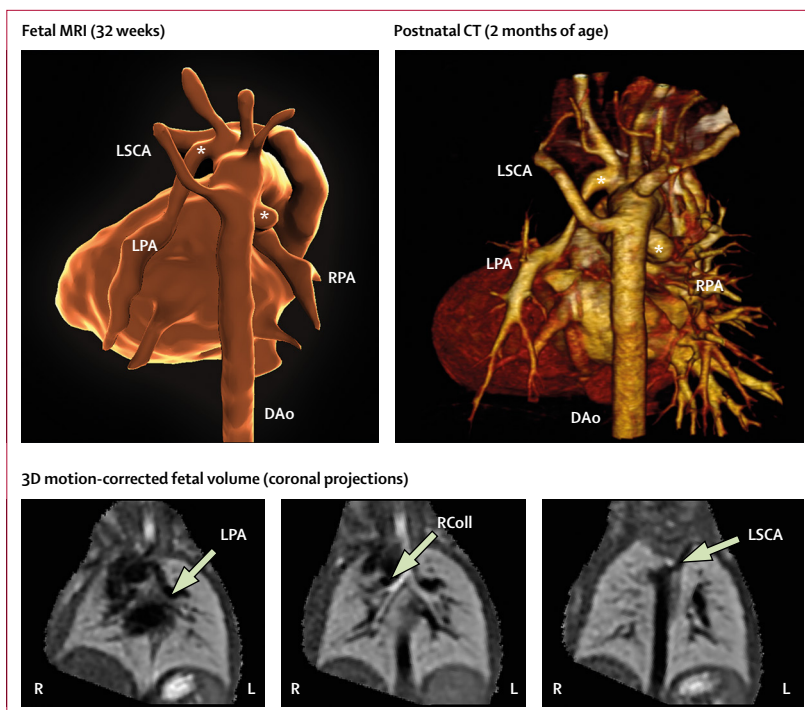 Fetal MRI (32 weeks)
Postnatal CT (2 months of age)
LSCA
*
*
LPA
RPA
DAo
LSCA
*
*
LPA
RPA
DAo
3D motion-corrected fetal volume (coronal projections)
LPA
R
L
RColl
R
L
LSCA
R
L